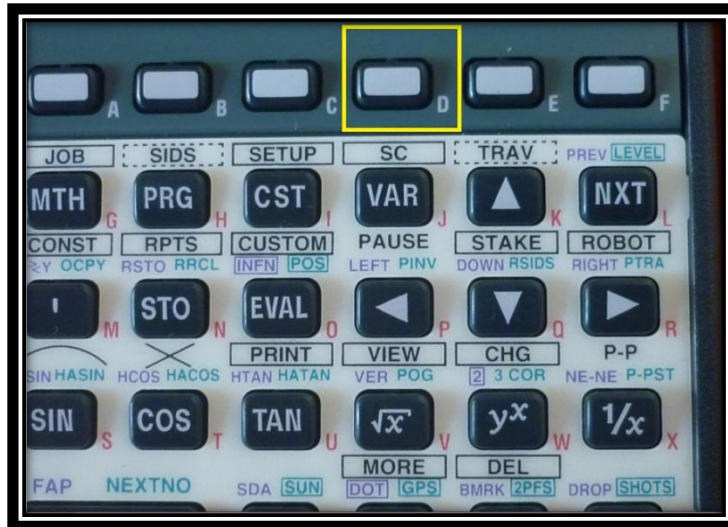 A B C D E F
JOB SIDS SETUP SC TRAV PREV LEVEL
MTH G PRG H CST I VAR J K NXT L
CONST RPTS CUSTOM PAUSE STAKE ROBOT
OCPY RSTO RRCL INFN POS LEFT PINV DOWN RSIDS RIGHT PTRA
' M STO N EVAL O P Q R
PRINT VIEW CHG P-P
SIN HASIN HCOS HACOS HTAN HATAN VER POG 2 3 COR NE-NE P-PST
SIN S COS T TAN U √x V yˣ W 1/x X
MORE DEL
FAP NEXTNO SDA SUN DOT GPS BMRK 2PFS DROP SHOTS